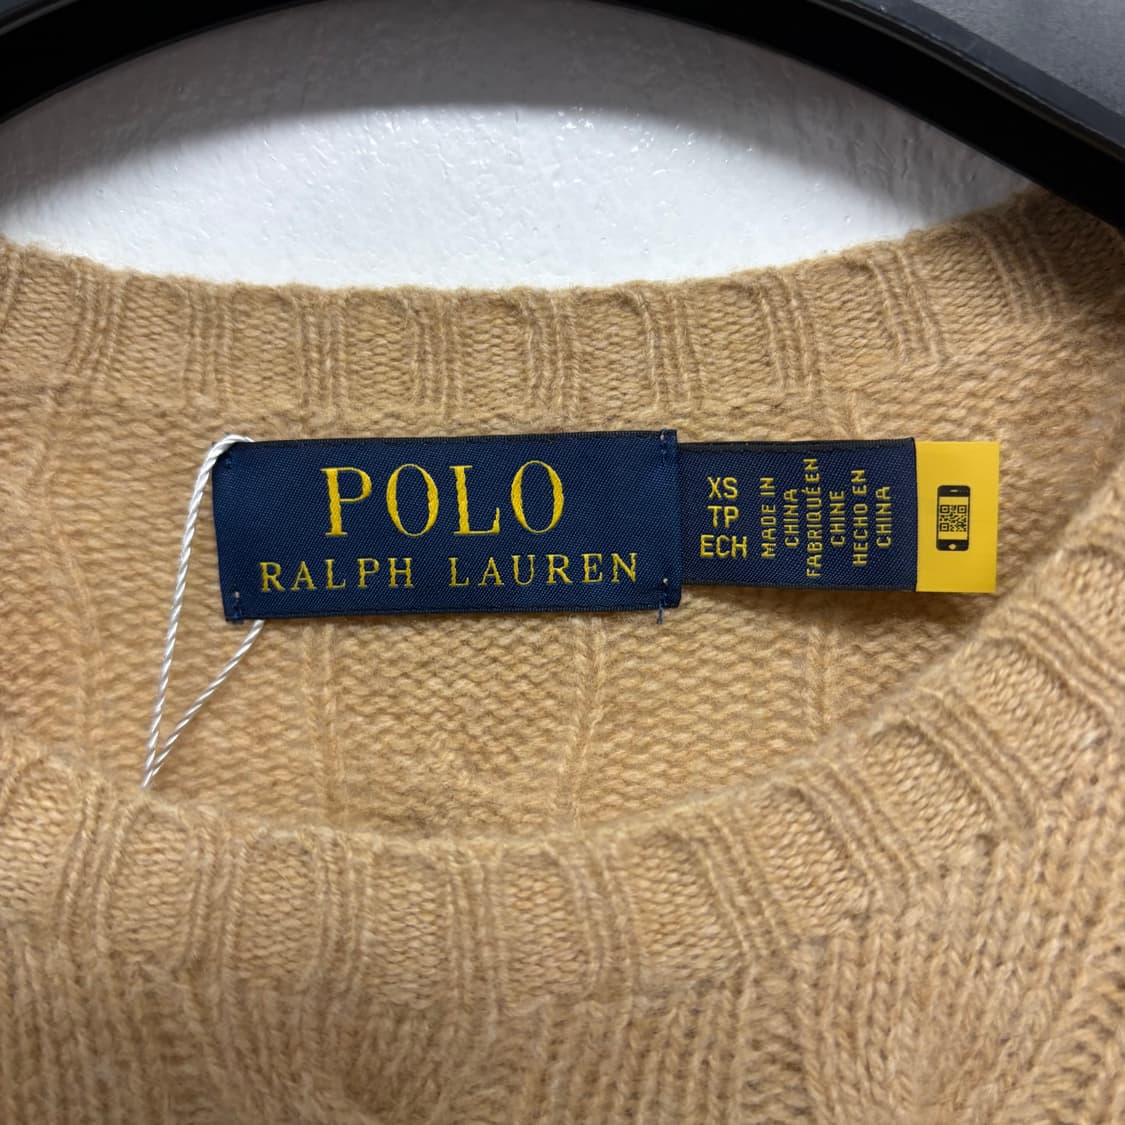 POLO
RALPH LAUREN
XS
TP
ECH
MADE IN
CHINA
FABRIQUÉ EN
CHINE
HECHO EN
CHINA